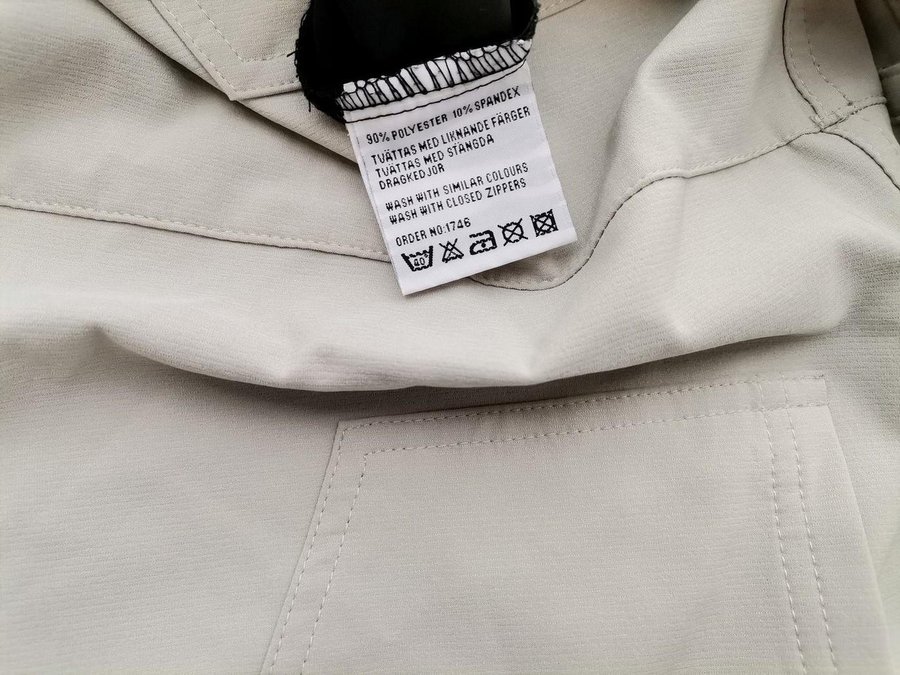 90% POLYESTER 10% SPANDEX
TVÄTTAS MED LIKNANDE FÄRGER
TVÄTTAS MED STÄNGDA
DRAGKEDJOR
WASH WITH SIMILAR COLOURS
WASH WITH CLOSED ZIPPERS
ORDER NO:1746
40